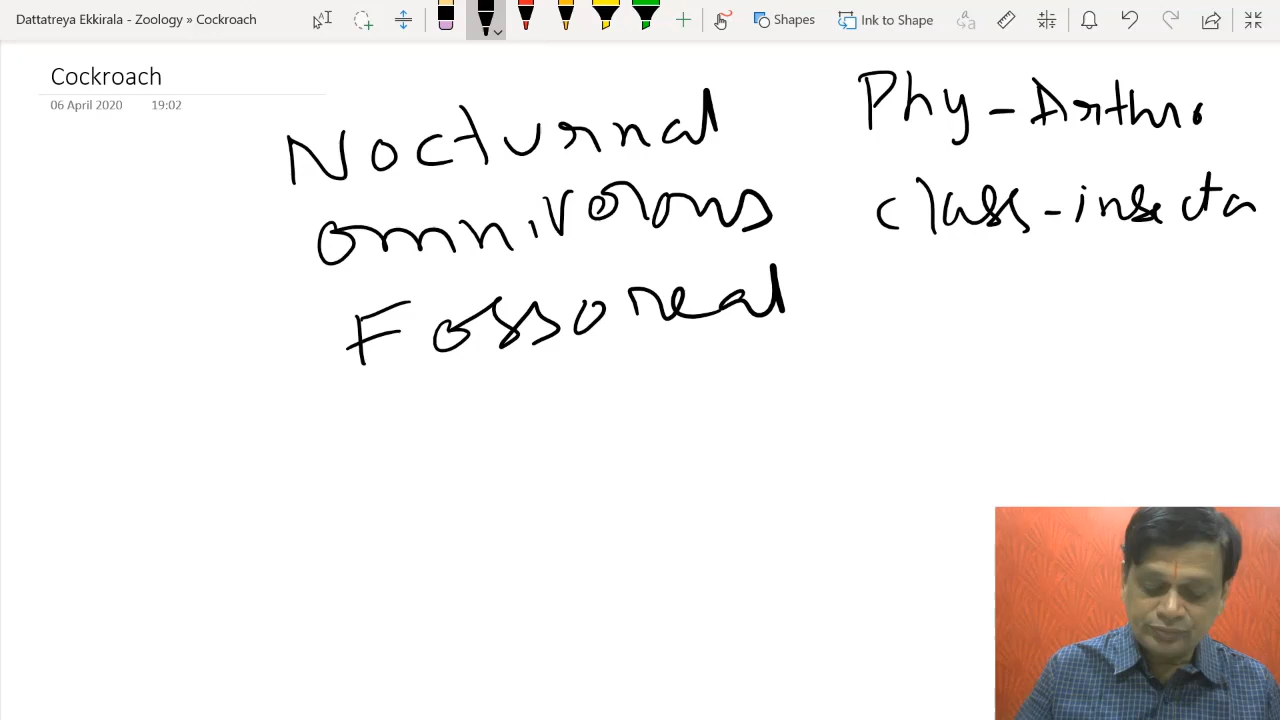 Dattatreya Ekkirala - Zoology » Cockroach
Shapes
Ink to Shape
Cockroach
06 April 2020 19:02
Nocturnal
omnivorous
Fossoreal
Phy - Arthro
class - insecta